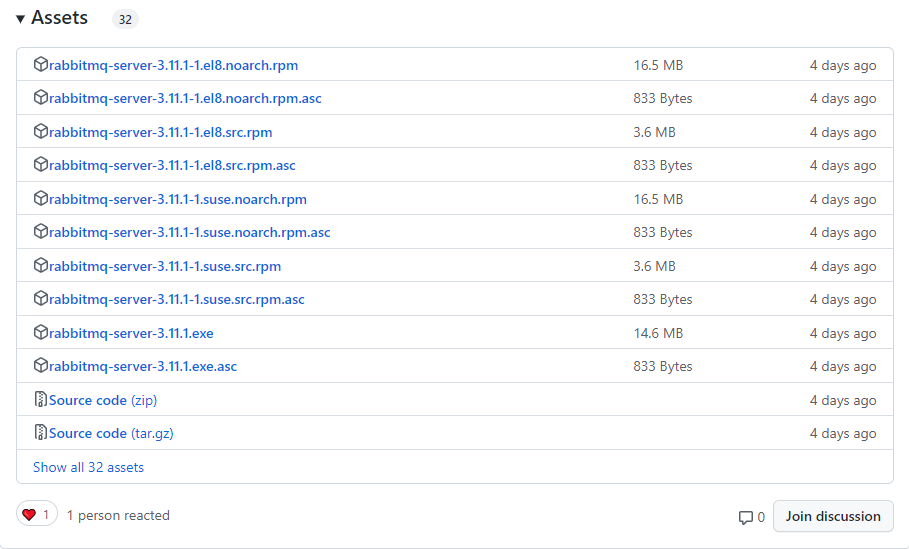 Assets 32
rabbitmq-server-3.11.1-1.el8.noarch.rpm 16.5 MB 4 days ago
rabbitmq-server-3.11.1-1.el8.noarch.rpm.asc 833 Bytes 4 days ago
rabbitmq-server-3.11.1-1.el8.src.rpm 3.6 MB 4 days ago
rabbitmq-server-3.11.1-1.el8.src.rpm.asc 833 Bytes 4 days ago
rabbitmq-server-3.11.1-1.suse.noarch.rpm 16.5 MB 4 days ago
rabbitmq-server-3.11.1-1.suse.noarch.rpm.asc 833 Bytes 4 days ago
rabbitmq-server-3.11.1-1.suse.src.rpm 3.6 MB 4 days ago
rabbitmq-server-3.11.1-1.suse.src.rpm.asc 833 Bytes 4 days ago
rabbitmq-server-3.11.1.exe 14.6 MB 4 days ago
rabbitmq-server-3.11.1.exe.asc 833 Bytes 4 days ago
Source code (zip) 4 days ago
Source code (tar.gz) 4 days ago
Show all 32 assets
1 1 person reacted 0 Join discussion